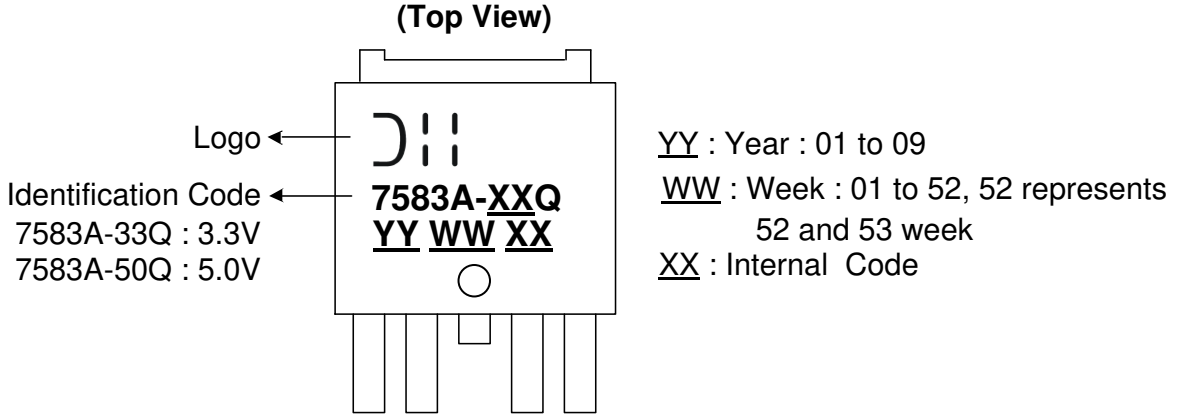 (Top View)
Logo
Identification Code
7583A-33Q : 3.3V
7583A-50Q : 5.0V
7583A-XXQ
YY WW XX
YY : Year : 01 to 09
WW : Week : 01 to 52, 52 represents
52 and 53 week
XX : Internal Code